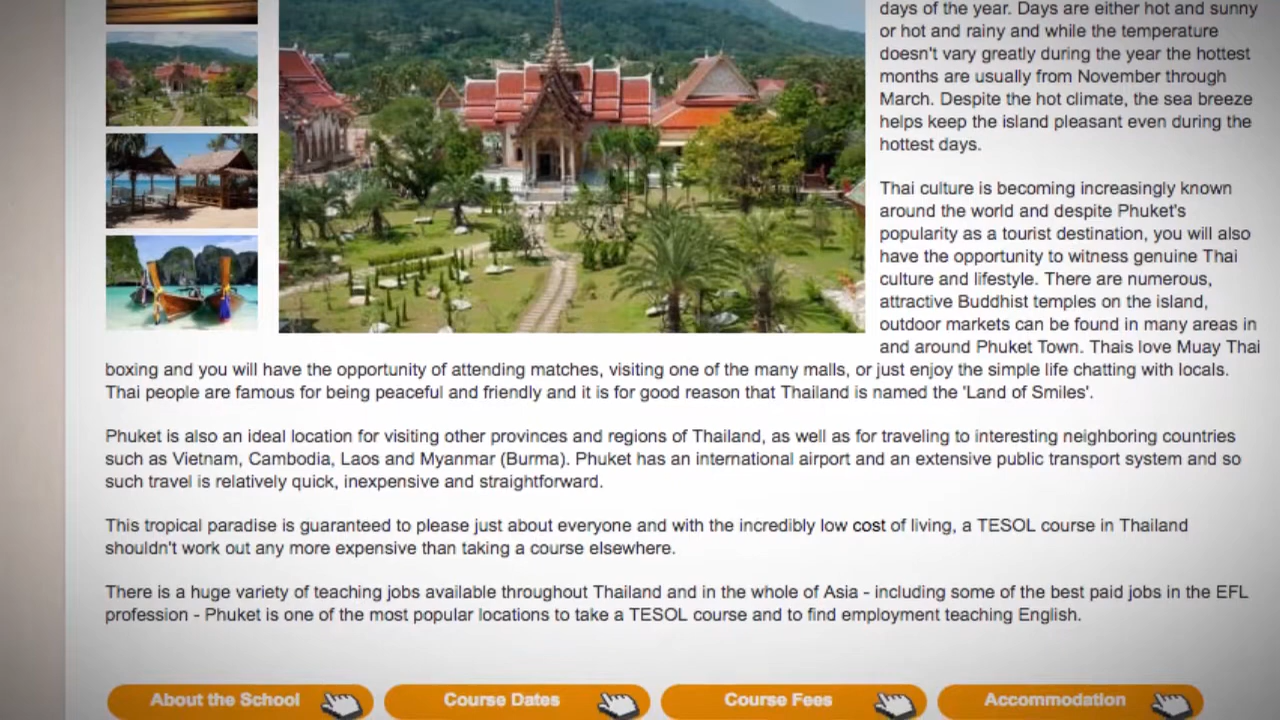 days of the year. Days are either hot and sunny
or hot and rainy and while the temperature
doesn't vary greatly during the year the hottest
months are usually from November through
March. Despite the hot climate, the sea breeze
helps keep the island pleasant even during the
hottest days.
Thai culture is becoming increasingly known
around the world and despite Phuket's
popularity as a tourist destination, you will also
have the opportunity to witness genuine Thai
culture and lifestyle. There are numerous,
attractive Buddhist temples on the island,
outdoor markets can be found in many areas in
and around Phuket Town. Thais love Muay Thai
boxing and you will have the opportunity of attending matches, visiting one of the many malls, or just enjoy the simple life chatting with locals.
Thai people are famous for being peaceful and friendly and it is for good reason that Thailand is named the 'Land of Smiles'.
Phuket is also an ideal location for visiting other provinces and regions of Thailand, as well as for traveling to interesting neighboring countries
such as Vietnam, Cambodia, Laos and Myanmar (Burma). Phuket has an international airport and an extensive public transport system and so
such travel is relatively quick, inexpensive and straightforward.
This tropical paradise is guaranteed to please just about everyone and with the incredibly low cost of living, a TESOL course in Thailand
shouldn't work out any more expensive than taking a course elsewhere.
There is a huge variety of teaching jobs available throughout Thailand and in the whole of Asia - including some of the best paid jobs in the EFL
profession - Phuket is one of the most popular locations to take a TESOL course and to find employment teaching English.
About the School
Course Dates
Course Fees
Accommodation